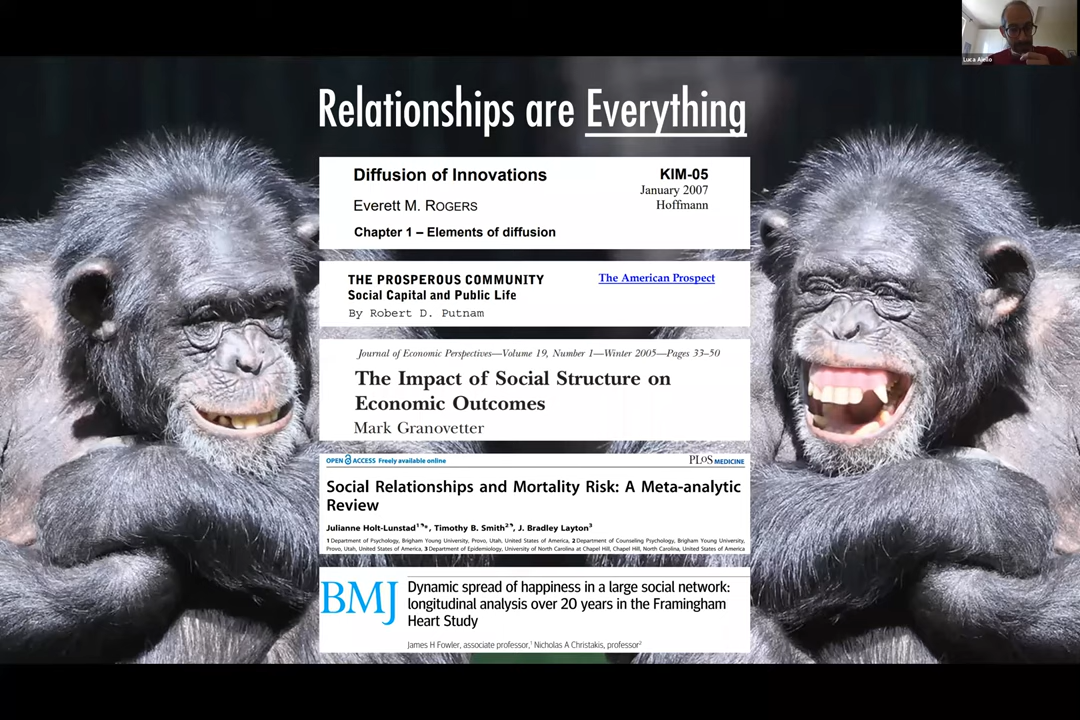 Luca Aiello
Relationships are Everything
Diffusion of Innovations
KIM-05
January 2007
Everett M. ROGERS
Hoffmann
Chapter 1 – Elements of diffusion
THE PROSPEROUS COMMUNITY
The American Prospect
Social Capital and Public Life
By Robert D. Putnam
Journal of Economic Perspectives—Volume 19, Number 1—Winter 2005—Pages 33–50
The Impact of Social Structure on
Economic Outcomes
Mark Granovetter
OPEN ACCESS Freely available online
PLoS MEDICINE
Social Relationships and Mortality Risk: A Meta-analytic
Review
Julianne Holt-Lunstad1¶*, Timothy B. Smith2¶, J. Bradley Layton3
1 Department of Psychology, Brigham Young University, Provo, Utah, United States of America, 2 Department of Counseling Psychology, Brigham Young University,
Provo, Utah, United States of America, 3 Department of Epidemiology, University of North Carolina at Chapel Hill, Chapel Hill, North Carolina, United States of America
BMJ
Dynamic spread of happiness in a large social network:
longitudinal analysis over 20 years in the Framingham
Heart Study
James H Fowler, associate professor,1 Nicholas A Christakis, professor2